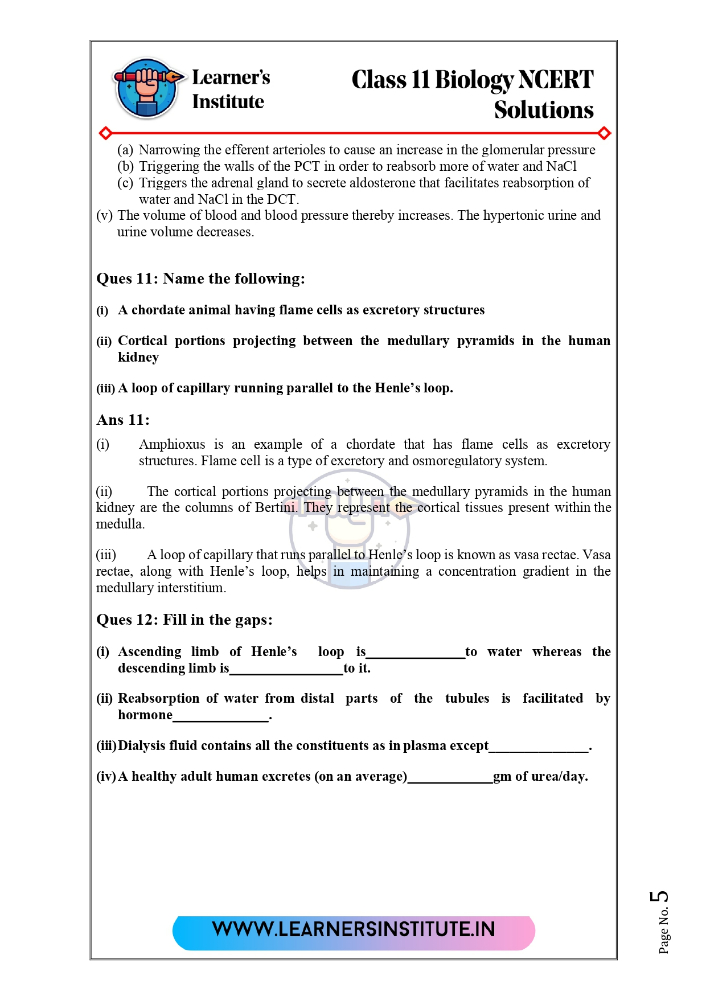 Learner's
Institute
Class 11 Biology NCERT
Solutions
(a) Narrowing the efferent arterioles to cause an increase in the glomerular pressure
(b) Triggering the walls of the PCT in order to reabsorb more of water and NaCl
(c) Triggers the adrenal gland to secrete aldosterone that facilitates reabsorption of
water and NaCl in the DCT.
(v) The volume of blood and blood pressure thereby increases. The hypertonic urine and
urine volume decreases.
Ques 11: Name the following:
(i) A chordate animal having flame cells as excretory structures
(ii) Cortical portions projecting between the medullary pyramids in the human
kidney
(iii) A loop of capillary running parallel to the Henle's loop.
Ans 11:
(i) Amphioxus is an example of a chordate that has flame cells as excretory
structures. Flame cell is a type of excretory and osmoregulatory system.
(ii) The cortical portions projecting between the medullary pyramids in the human
kidney are the columns of Bertini. They represent the cortical tissues present within the
medulla.
(iii) A loop of capillary that runs parallel to Henle's loop is known as vasa rectae. Vasa
rectae, along with Henle's loop, helps in maintaining a concentration gradient in the
medullary interstitium.
Ques 12: Fill in the gaps:
(i) Ascending limb of Henle's loop is______________to water whereas the
descending limb is________________to it.
(ii) Reabsorption of water from distal parts of the tubules is facilitated by
hormone_____________.
(iii)Dialysis fluid contains all the constituents as in plasma except______________.
(iv)A healthy adult human excretes (on an average)____________gm of urea/day.
WWW.LEARNERSINSTITUTE.IN
Page No. 5